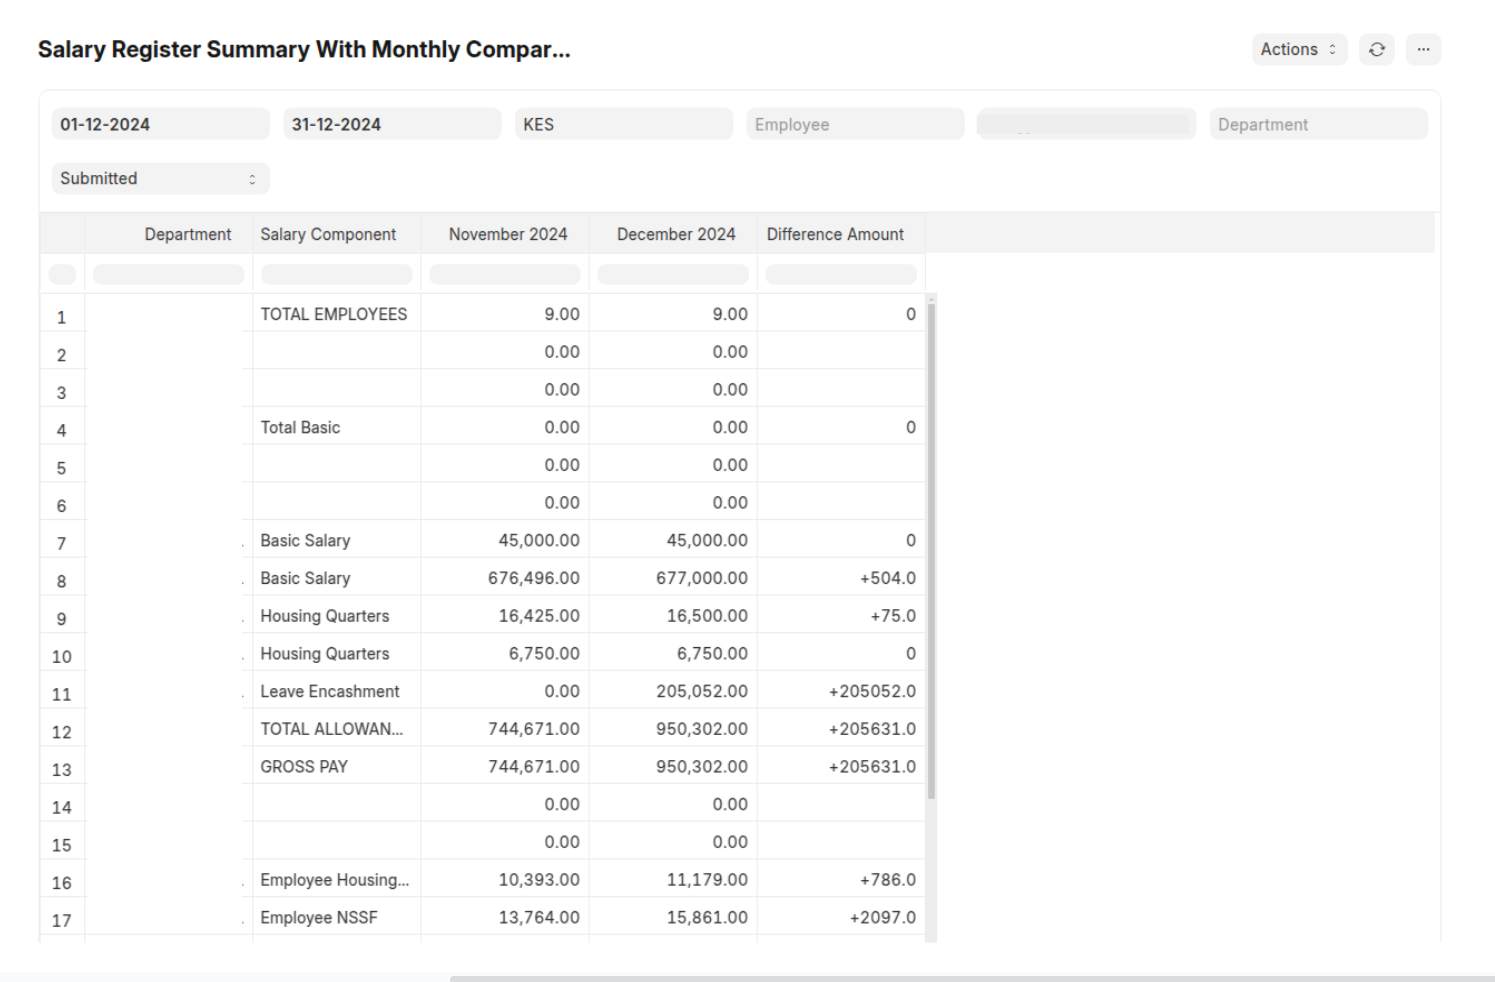 Salary Register Summary With Monthly Compar...
Actions
01-12-2024 31-12-2024 KES Employee Department
Submitted
Department Salary Component November 2024 December 2024 Difference Amount
1 TOTAL EMPLOYEES 9.00 9.00 0
2 0.00 0.00
3 0.00 0.00
4 Total Basic 0.00 0.00 0
5 0.00 0.00
6 0.00 0.00
7 Basic Salary 45,000.00 45,000.00 0
8 Basic Salary 676,496.00 677,000.00 +504.0
9 Housing Quarters 16,425.00 16,500.00 +75.0
10 Housing Quarters 6,750.00 6,750.00 0
11 Leave Encashment 0.00 205,052.00 +205052.0
12 TOTAL ALLOWAN... 744,671.00 950,302.00 +205631.0
13 GROSS PAY 744,671.00 950,302.00 +205631.0
14 0.00 0.00
15 0.00 0.00
16 Employee Housing... 10,393.00 11,179.00 +786.0
17 Employee NSSF 13,764.00 15,861.00 +2097.0